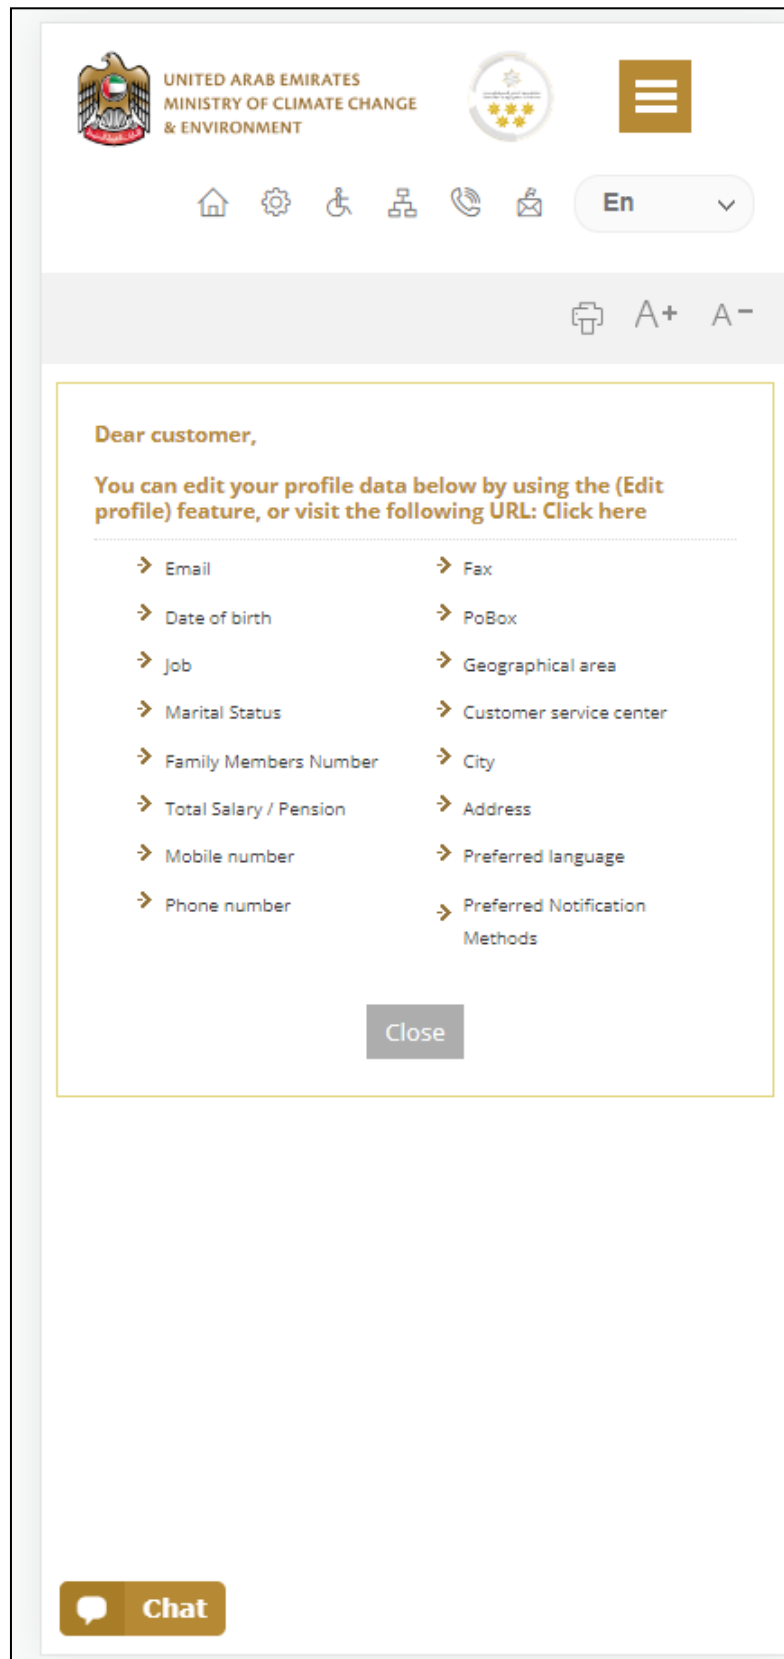 UNITED ARAB EMIRATES
MINISTRY OF CLIMATE CHANGE
& ENVIRONMENT
En
A+ A-
Dear customer,
You can edit your profile data below by using the (Edit
profile) feature, or visit the following URL: Click here
Email
Date of birth
Job
Marital Status
Family Members Number
Total Salary / Pension
Mobile number
Phone number
Fax
PoBox
Geographical area
Customer service center
City
Address
Preferred language
Preferred Notification
Methods
Close
Chat